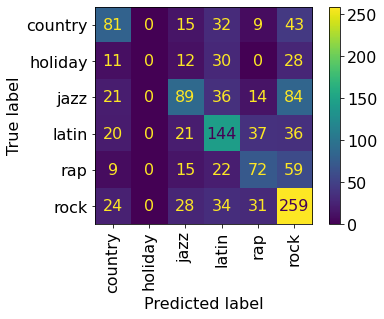 True label
country 81 0 15 32 9 43
holiday 11 0 12 30 0 28
jazz 21 0 89 36 14 84
latin 20 0 21 144 37 36
rap 9 0 15 22 72 59
rock 24 0 28 34 31 259
country holiday jazz latin rap rock
Predicted label
250
200
150
100
50
0